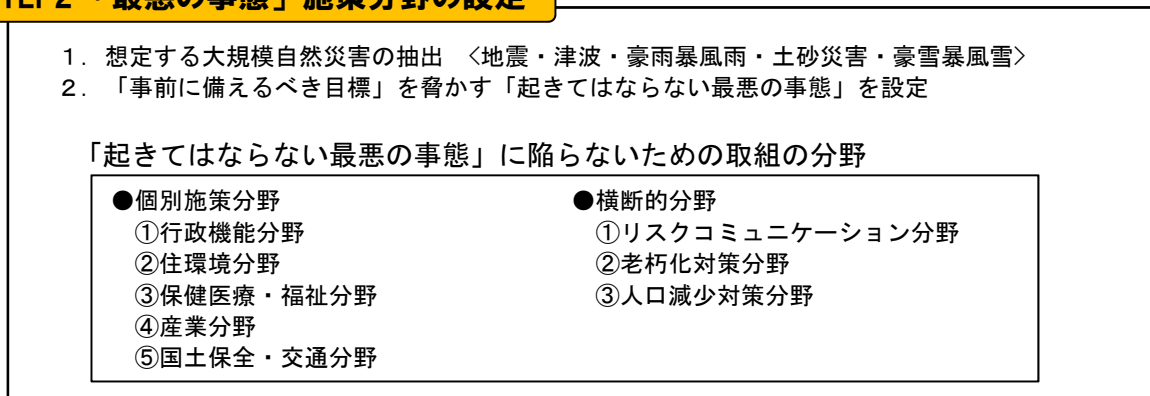 TEP2 「最悪の事態」施策分野の設定
１．想定する大規模自然災害の抽出　〈地震・津波・豪雨暴風雨・土砂災害・豪雪暴風雪〉
２．「事前に備えるべき目標」を脅かす「起きてはならない最悪の事態」を設定
「起きてはならない最悪の事態」に陥らないための取組の分野
●個別施策分野
①行政機能分野
②住環境分野
③保健医療・福祉分野
④産業分野
⑤国土保全・交通分野
●横断的分野
①リスクコミュニケーション分野
②老朽化対策分野
③人口減少対策分野